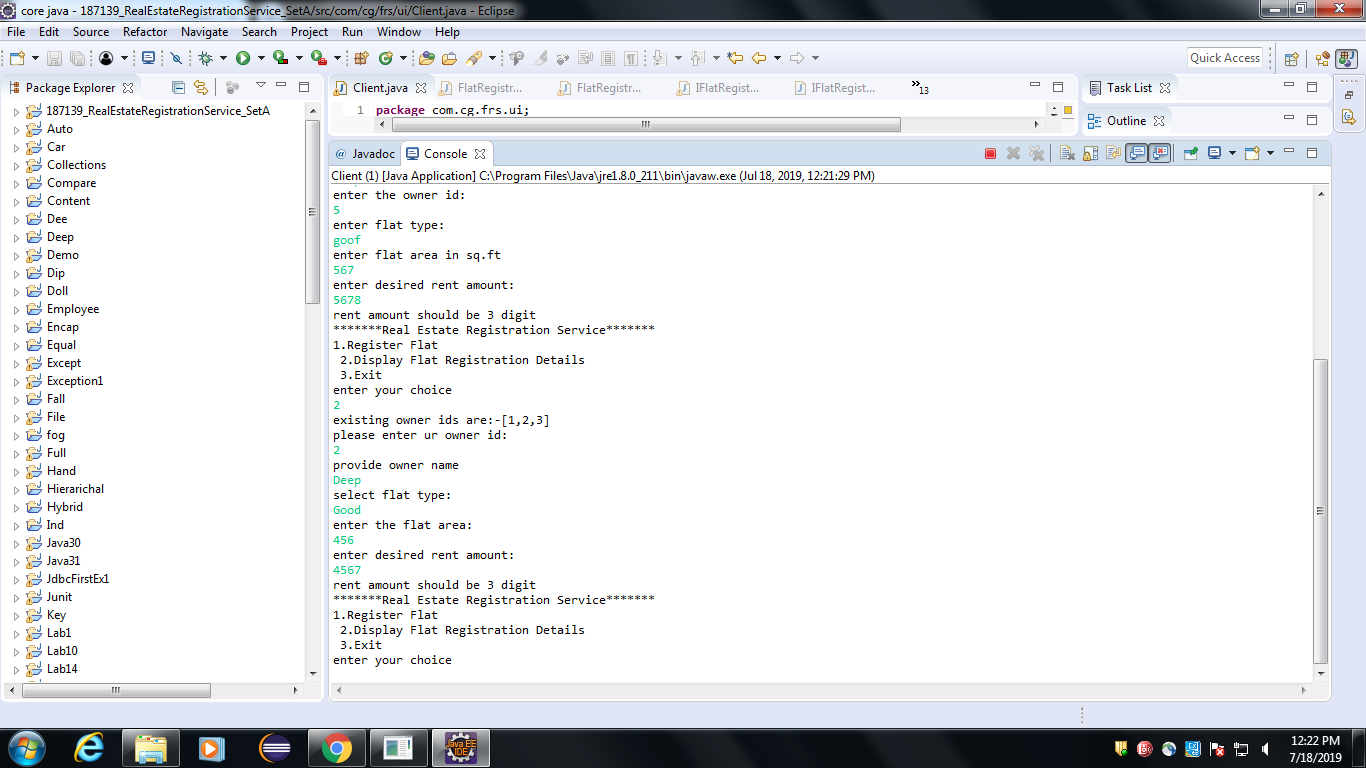 core java - 187139_RealEstateRegistrationService_SetA/src/com/cg/frs/ui/Client.java - Eclipse
File Edit Source Refactor Navigate Search Project Run Window Help
Quick Access
Package Explorer
187139_RealEstateRegistrationService_SetA
Auto
Car
Collections
Compare
Content
Dee
Deep
Demo
Dip
Doll
Employee
Encap
Equal
Except
Exception1
Fall
File
fog
Full
Hand
Hierarichal
Hybrid
Ind
Java30
Java31
JdbcFirstEx1
Junit
Key
Lab1
Lab10
Lab14
Client.java FlatRegistr... FlatRegistr... IFlatRegist... IFlatRegist... »13
1 package com.cg.frs.ui;
Task List
Outline
@ Javadoc Console
Client (1) [Java Application] C:\Program Files\Java\jre1.8.0_211\bin\javaw.exe (Jul 18, 2019, 12:21:29 PM)
enter the owner id:
5
enter flat type:
goof
enter flat area in sq.ft
567
enter desired rent amount:
5678
rent amount should be 3 digit
*******Real Estate Registration Service*******
1.Register Flat
2.Display Flat Registration Details
3.Exit
enter your choice
2
existing owner ids are:-[1,2,3]
please enter ur owner id:
2
provide owner name
Deep
select flat type:
Good
enter the flat area:
456
enter desired rent amount:
4567
rent amount should be 3 digit
*******Real Estate Registration Service*******
1.Register Flat
2.Display Flat Registration Details
3.Exit
enter your choice
Java EE
IDE
12:22 PM
7/18/2019